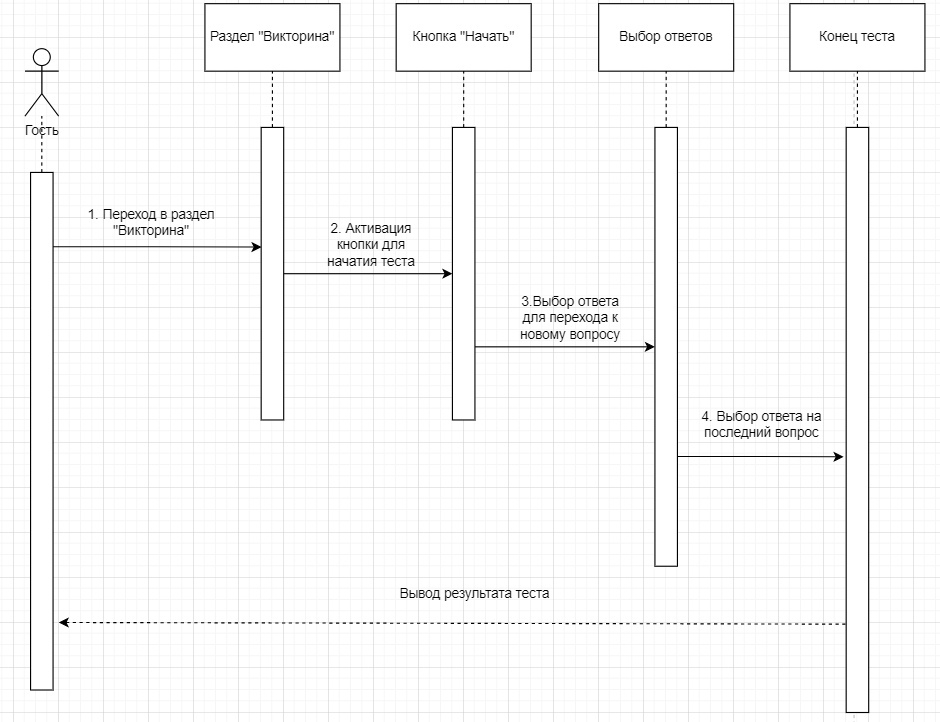 Раздел "Викторина"
Кнопка "Начать"
Выбор ответов
Конец теста
Гость
1. Переход в раздел
"Викторина"
2. Активация
кнопки для
начатия теста
3.Выбор ответа
для перехода к
новому вопросу
4. Выбор ответа на
последний вопрос
Вывод результата теста